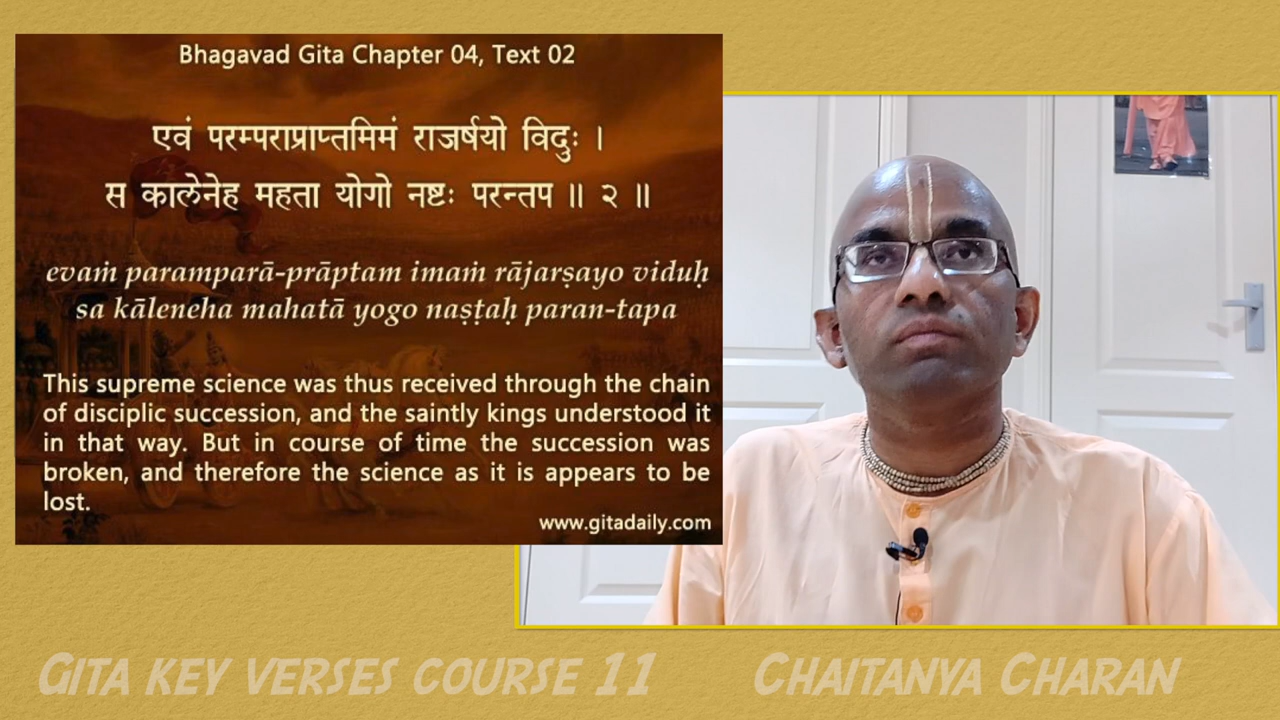 Bhagavad Gita Chapter 04, Text 02
एवं परम्पराप्राप्तमिमं राजर्षयो विदुः ।
स कालेनेह महता योगो नष्टः परन्तप ॥ २ ॥
evaṁ paramparā-prāptam imaṁ rājarṣayo viduḥ
sa kāleneha mahatā yogo naṣṭaḥ paran-tapa
This supreme science was thus received through the chain
of disciplic succession, and the saintly kings understood it
in that way. But in course of time the succession was
broken, and therefore the science as it is appears to be
lost.
www.gitadaily.com
Gita key verses course 11
Chaitanya Charan